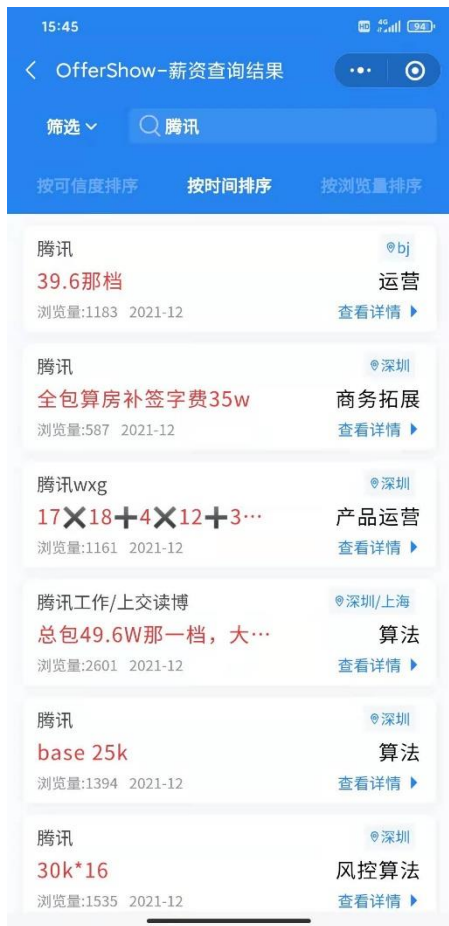 15:45 HD 4G 94
OfferShow-薪资查询结果
筛选 腾讯
按可信度排序 按时间排序 按浏览量排序
腾讯 bj
39.6那档 运营
浏览量:1183 2021-12 查看详情
腾讯 深圳
全包算房补签字费35w 商务拓展
浏览量:587 2021-12 查看详情
腾讯wxg 深圳
17✖18➕4✖12➕3… 产品运营
浏览量:1161 2021-12 查看详情
腾讯工作/上交读博 深圳/上海
总包49.6W那一档，大… 算法
浏览量:2601 2021-12 查看详情
腾讯 深圳
base 25k 算法
浏览量:1394 2021-12 查看详情
腾讯 深圳
30k*16 风控算法
浏览量:1535 2021-12 查看详情